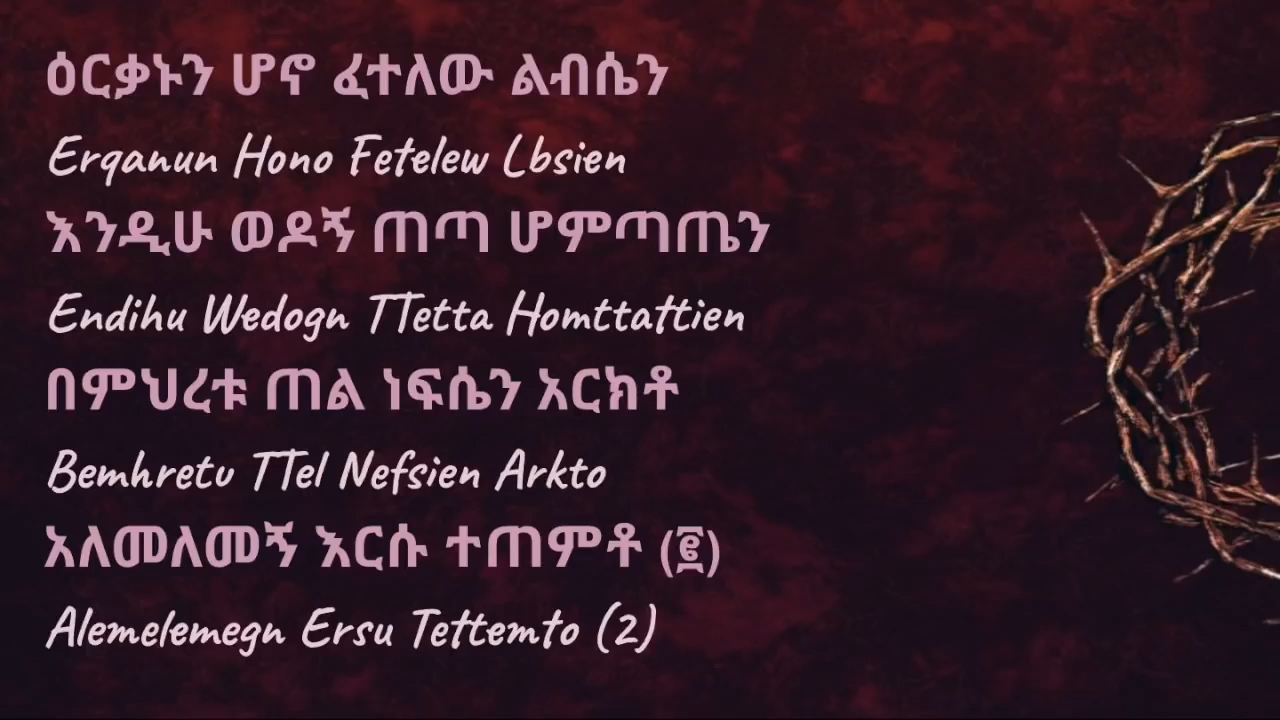 ዕርቃኑን ሆኖ ፈተለው ልብሴን
Erqanun Hono Fetelew Lbsien
እንዲሁ ወዶኝ ጠጣ ሆምጣጤን
Endihu Wedogn TTetta Homttattien
በምህረቱ ጠል ነፍሴን አርክቶ
Bemhretu TTel Nefsien Arkto
አለመለመኝ እርሱ ተጠምቶ (፪)
Alemelemegn Ersu Tettemto (2)